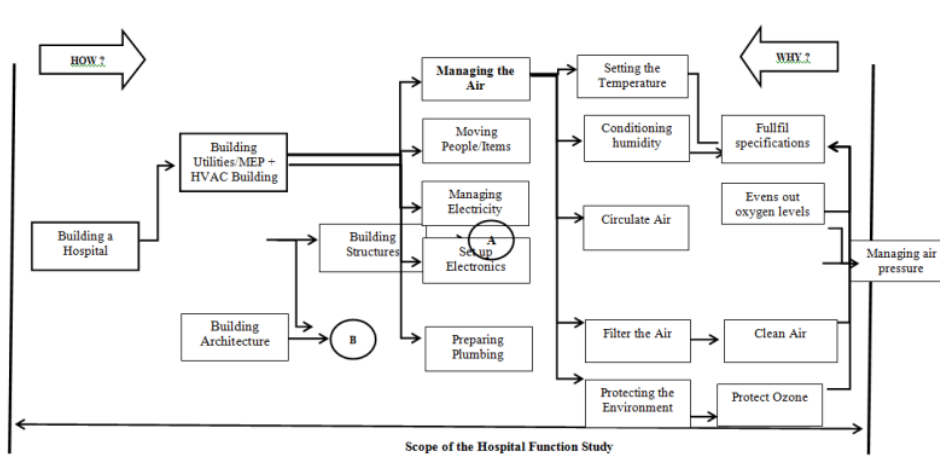 HOW ?
WHY ?
Managing the
Air
Setting the
Temperature
Building
Utilities/MEP +
HVAC Building
Moving
People/Items
Conditioning
humidity
Fullfil
specifications
Managing
Electricity
Evens out
oxygen levels
Building a
Hospital
Building
Structures
A
Set up
Electronics
Circulate Air
Managing air
pressure
Building
Architecture
B
Preparing
Plumbing
Filter the Air
Clean Air
Protecting the
Environment
Protect Ozone
Scope of the Hospital Function Study